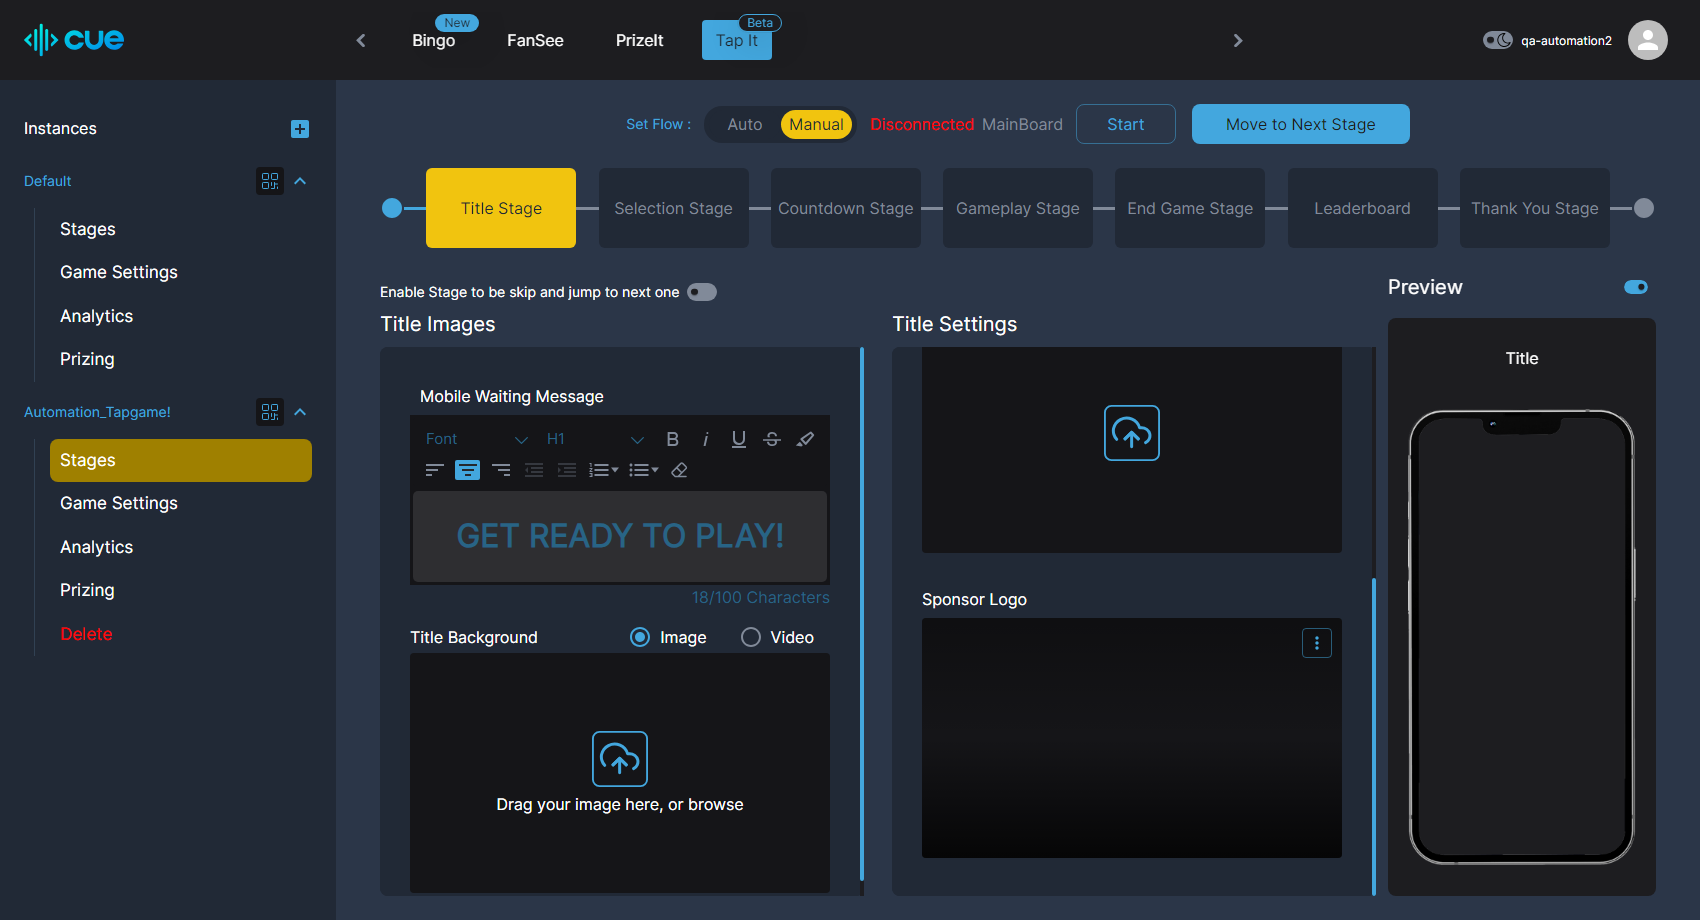 cue
New
Bingo
FanSee
PrizeIt
Beta
Tap It
qa-automation2
Instances
Default
Stages
Game Settings
Analytics
Prizing
Automation_Tapgame!
Stages
Game Settings
Analytics
Prizing
Delete
Set Flow :
Auto
Manual
Disconnected MainBoard
Start
Move to Next Stage
Title Stage
Selection Stage
Countdown Stage
Gameplay Stage
End Game Stage
Leaderboard
Thank You Stage
Enable Stage to be skip and jump to next one
Title Images
Mobile Waiting Message
Font
H1
B
i
U
S
GET READY TO PLAY!
18/100 Characters
Title Background
Image
Video
Drag your image here, or browse
Title Settings
Sponsor Logo
Preview
Title